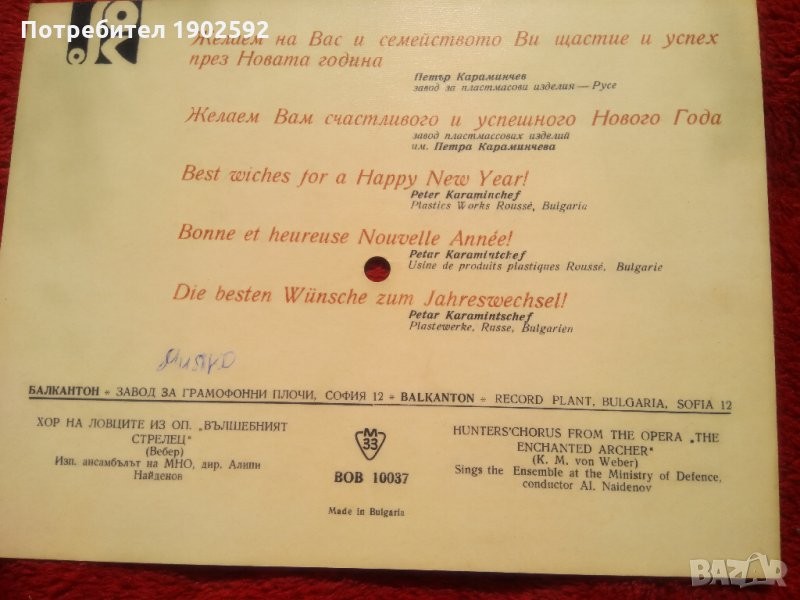 Потребител 1902592
Желаем на Вас и семейството Ви щастие и успех
през Новата година
Петър Караминчев
завод за пластмасови изделия — Русе
Желаем Вам счастливого и успешного Нового Года
завод пластмассовых изделий
им. Петра Караминчева
Best wiches for a Happy New Year!
Peter Karaminchef
Plastics Works Roussé, Bulgaria
Bonne et heureuse Nouvelle Année!
Petar Karamintchef
Usine de produits plastiques Roussé, Bulgarie
Die besten Wünsche zum Jahreswechsel!
Petar Karamintschef
Plastewerke, Russe, Bulgarien
БАЛКАНТОН * ЗАВОД ЗА ГРАМОФОННИ ПЛОЧИ, СОФИЯ 12 * BALKANTON * RECORD PLANT, BULGARIA, SOFIA 12
ХОР НА ЛОВЦИТЕ ИЗ ОП. „ВЪЛШЕБНИЯТ
СТРЕЛЕЦ"
(Вебер)
Изп. ансамбълът на МНО, дир. Алипи
Найденов
M
33
ВОВ 10037
Made in Bulgaria
HUNTERS'CHORUS FROM THE OPERA „THE
ENCHANTED ARCHER"
(K. M. von Weber)
Sings the Ensemble at the Ministry of Defence,
conductor Al. Naidenov
BAZAR